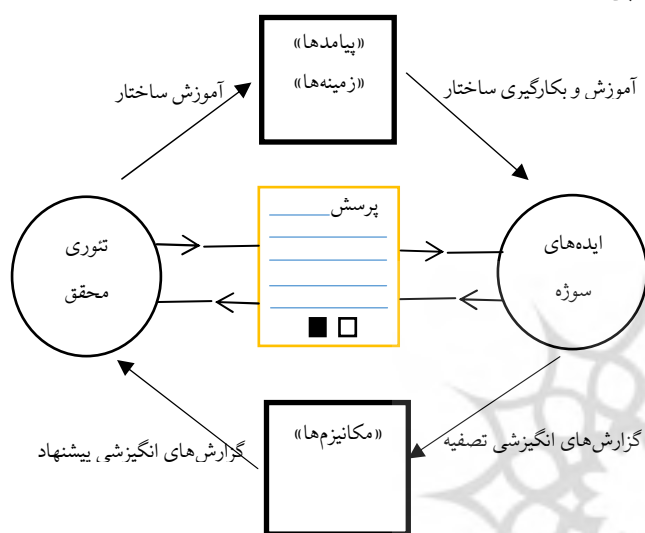 «پیامدها»
«زمینه‌ها»
آموزش و بکارگیری ساختار
آموزش ساختار
پرسش
ایده‌های
سوژه
تئوری
محقق
«مکانیزم‌ها»
گزارش‌های انگیزشی تصفیه
گزارش‌های انگیزشی پیشنهاد